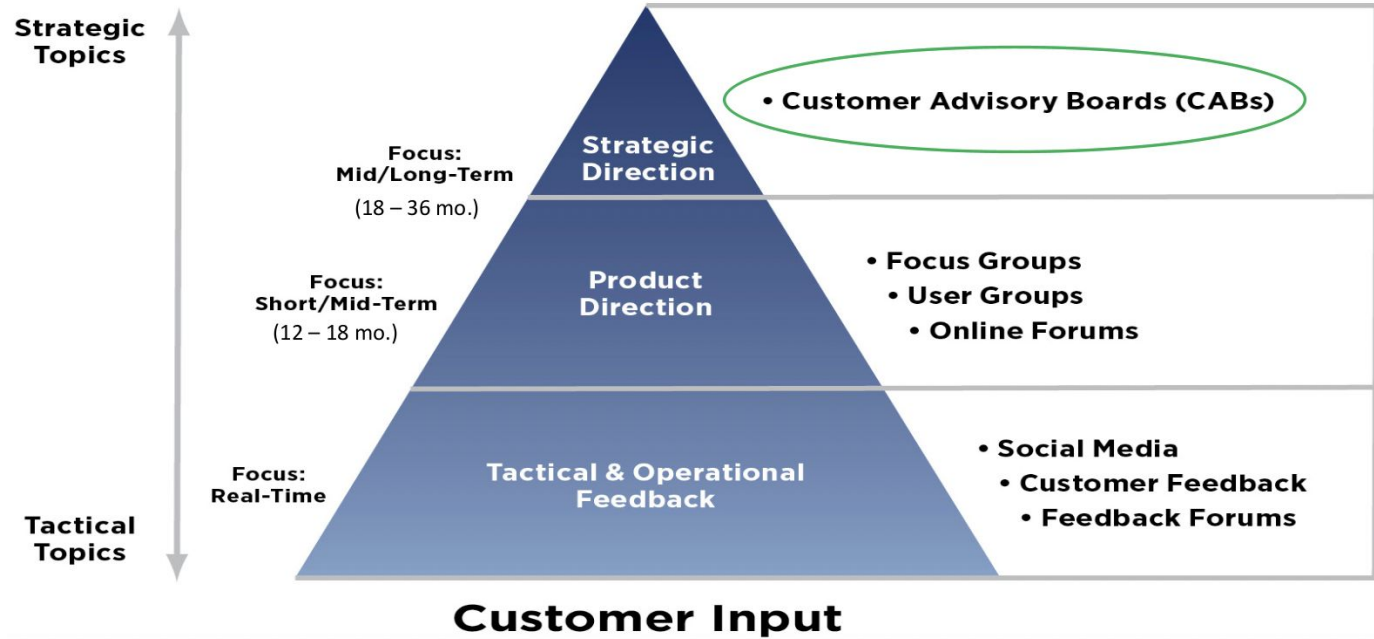 Strategic
Topics
• Customer Advisory Boards (CABs)
Strategic
Direction
Focus:
Mid/Long-Term
(18 – 36 mo.)
Focus:
Short/Mid-Term
(12 – 18 mo.)
Product
Direction
• Focus Groups
• User Groups
• Online Forums
Focus:
Real-Time
Tactical & Operational
Feedback
• Social Media
• Customer Feedback
• Feedback Forums
Tactical
Topics
Customer Input